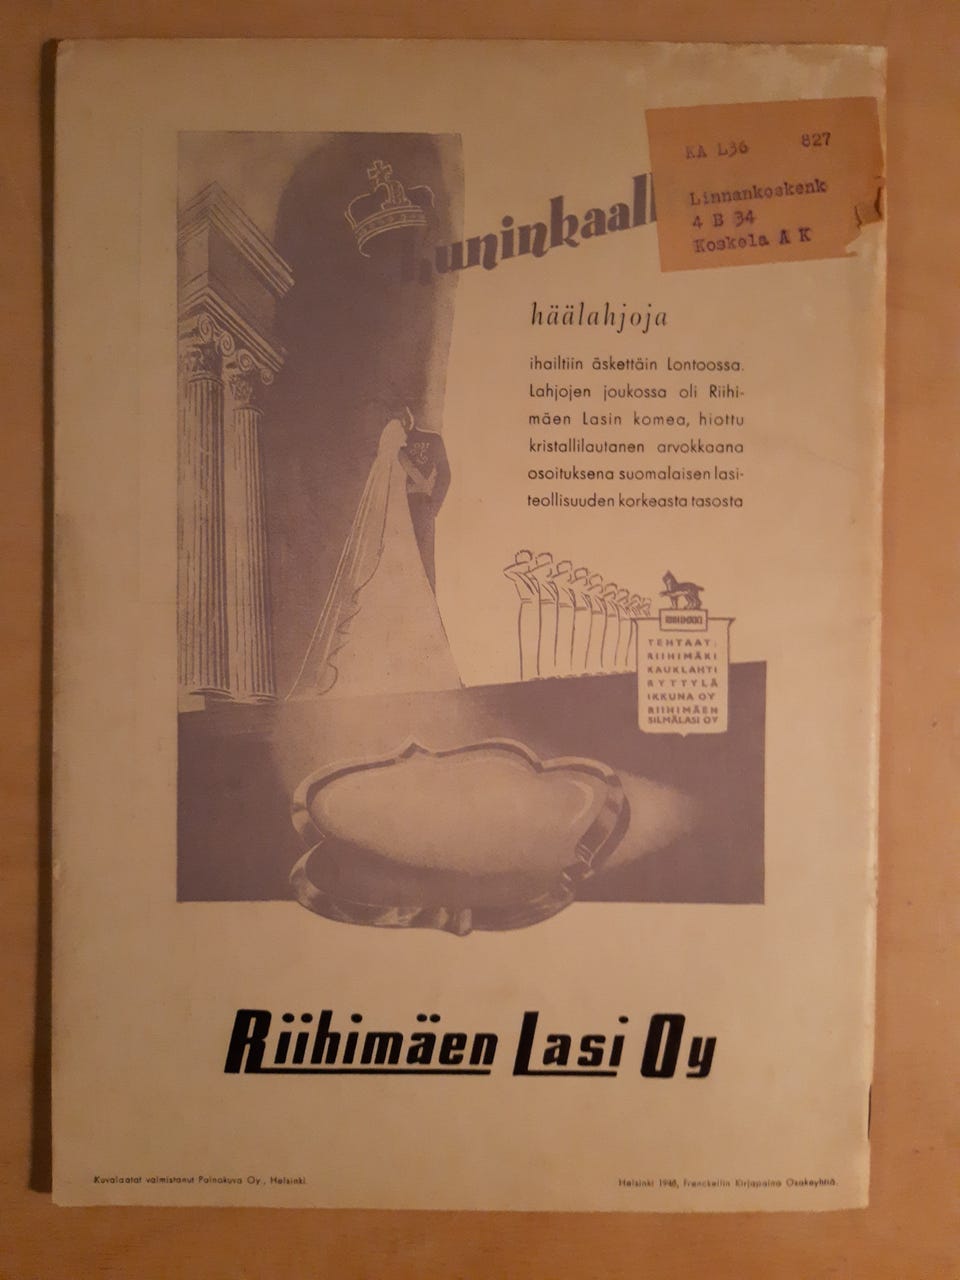 KA L36 827
Linnankoskenk
4 B 34
Koskela A K
kuninkaall
häälahjoja
ihailtiin äskettäin Lontoossa.
Lahjojen joukossa oli Riihi-
mäen Lasin komea, hiottu
kristallilautanen arvokkaana
osoituksena suomalaisen lasi-
teollisuuden korkeasta tasosta
RIIHIMÄKI
TEHTAAT:
RIIHIMÄKI
KAUKLAHTI
RYTTYLÄ
IKKUNA OY
RIIHIMÄEN
SILMÄLASI OY
Riihimäen Lasi Oy
Kuvalaatat valmistanut Painokuva Oy., Helsinki.
Helsinki 1948, Franckellin Kirjapaino Osakeyhtiö.